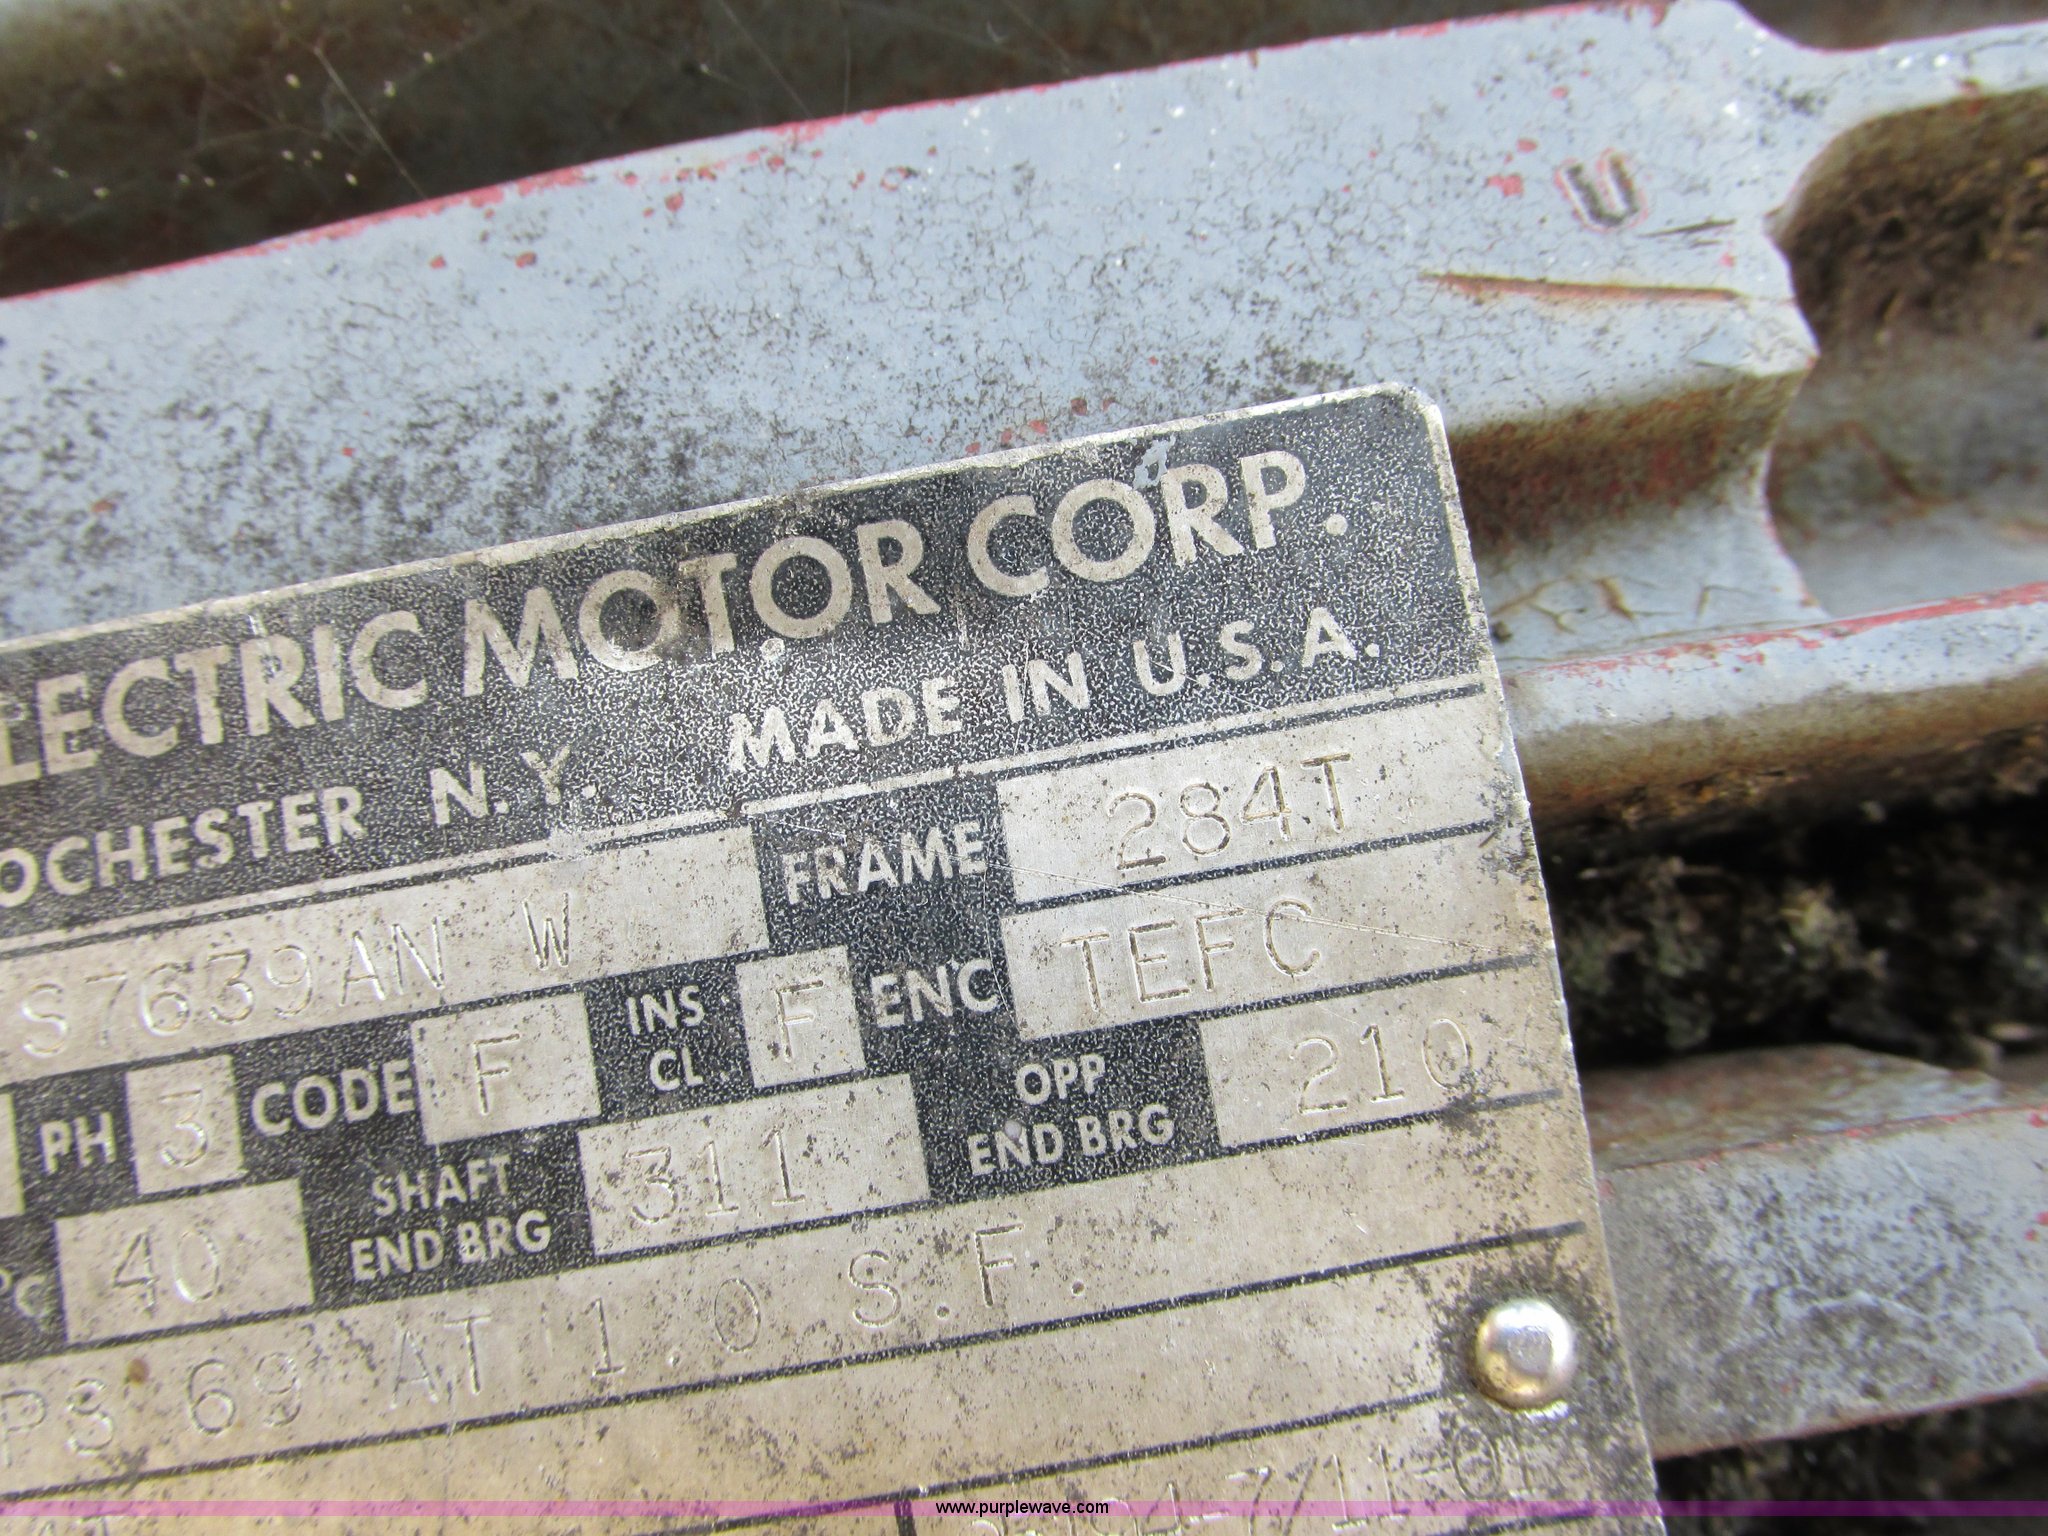 U
LECTRIC MOTOR CORP.
OCHESTER N.Y. MADE IN U.S.A.
S7639AN W FRAME 284T
PH 3 CODE F INS CL F ENC TEFC
°C 40 SHAFT END BRG 311 OPP END BRG 210
PS 69 AT 1.0 S.F.
www.purplewave.com